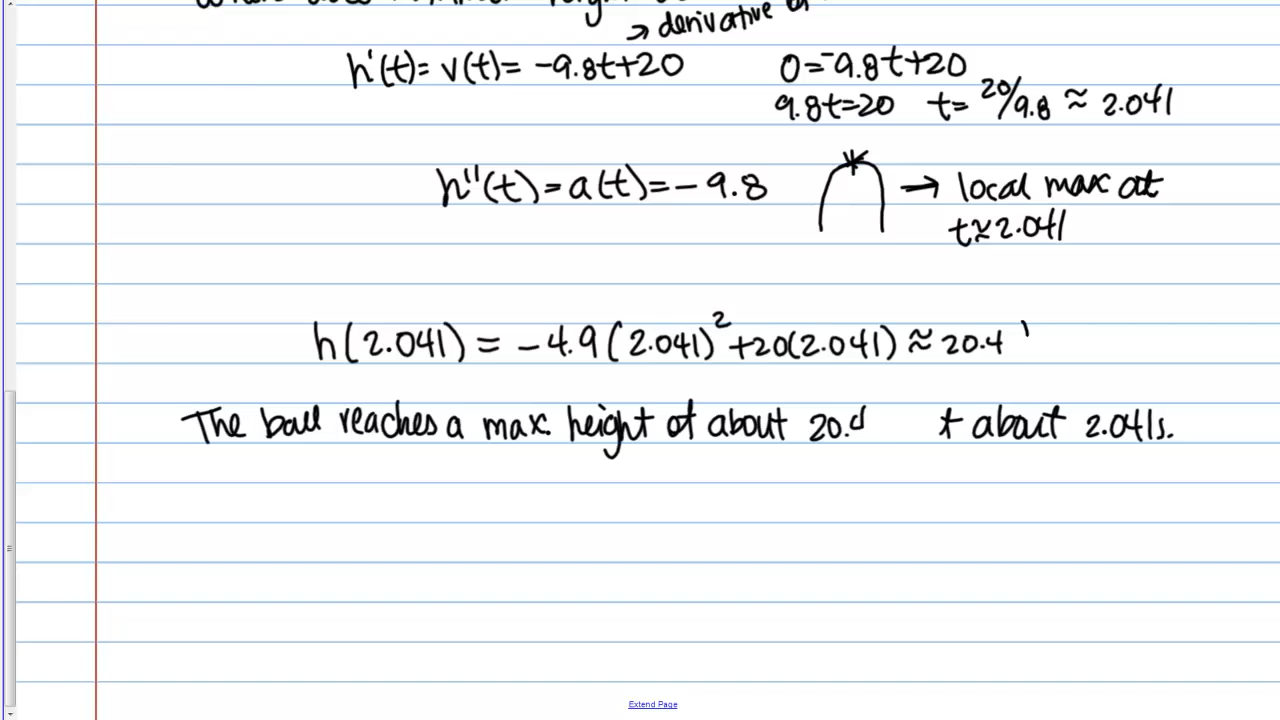 height
→ derivative of
h'(t) = v(t) = -9.8t+20 0=-9.8t+20
9.8t=20 t= 20/9.8 ≈ 2.041
h''(t) = a(t) = -9.8 → local max at
t≈2.041
h(2.041) = -4.9(2.041)²+20(2.041) ≈ 20.4
The ball reaches a max. height of about about 2.041s.
Extend Page